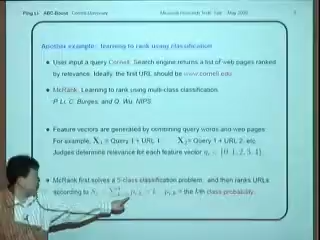 Ping Li ABC-Boost Cornell University Microsoft Research Talk May 2009
Another example: learning to rank using classification
• User input a query Cornell. Search engine returns a list of web pages ranked
by relevance. Ideally, the first URL should be www.cornell.edu
• McRank: Learning to rank using multi-class classification.
P. Li, C. Burges, and Q. Wu, NIPS
• Feature vectors are generated by combining query words and web pages
For example, X₁ = Query 1 + URL 1 X₂ = Query 1 + URL 2, etc
Judges determine relevance for each feature vector ∈ {0, 1, 2, 3, 4}.
• McRank first solves a 5-class classification problem, and then ranks URLs
according to = the class probability.